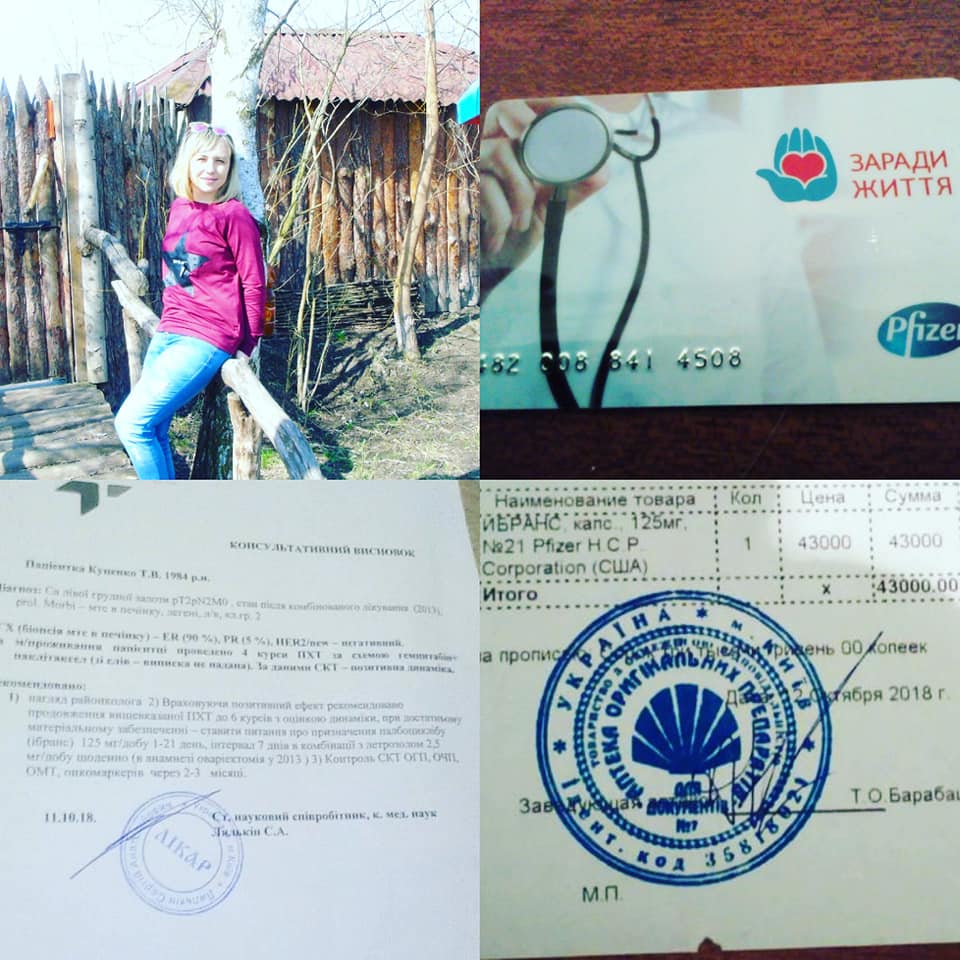 ЗАРАДИ
ЖИТТЯ
Pfizer
482 008 841 4508
КОНСУЛЬТАТИВНИЙ ВИСНОВОК
Пацієнтка Куценко Т.В. 1984 р.н.
Діагноз: Ca лівої грудної залози pT2pN2M0 , стан після комбінованого лікування (2013),
prol. Morbi – мтс в печінку, легені, л/в, кл.гр. 2
ГХ (біопсія мтс в печінку) – ER (90 %), PR (5 %), HER2/new – негативний.
м/проживання пацієнтці проведено 4 курси ПХТ за схемою гемцитабін+
паклітаксел (зі слів – виписка не надана). За даними СКТ – позитивна динаміка.
Рекомендовано:
1) нагляд районколога 2) Враховуючи позитивний ефект рекомендовано
продовження вищевказаної ПХТ до 6 курсів з оцінкою динаміки, при достатньому
матеріальному забезпеченні – ставити питання про призначення палбоциклібу
(ібранс) 125 мг/добу 1-21 день, інтервал 7 днів в комбінації з летрозолом 2,5
мг/добу щоденно (в анамнезі оваріектомія у 2013 ) 3) Контроль СКТ ОГП, ОЧП,
ОМТ, онкомаркерів через 2-3 місяці.
11.10.18.
Ст. науковий співробітник, к. мед. наук
Лялькін С.А.
ЛІКАР
Наименование товара Кол Цена Сумма
ИБРАНС, капс., 125мг,
№21 Pfizer H.C.P. 1 43000 43000
Corporation (США)
Итого х 43000.00
на прописью гривень 00 копеек
2 Октября 2018 г.
Заведующая
Т.О.Барабаш
М.П.
УКРАЇНА * м. КИЇВ
АПТЕКА ОРИГІНАЛЬНИХ ПРЕПАРАТІВ
ДЛЯ
ДОКУМЕНТІВ
№7
Ідент. код